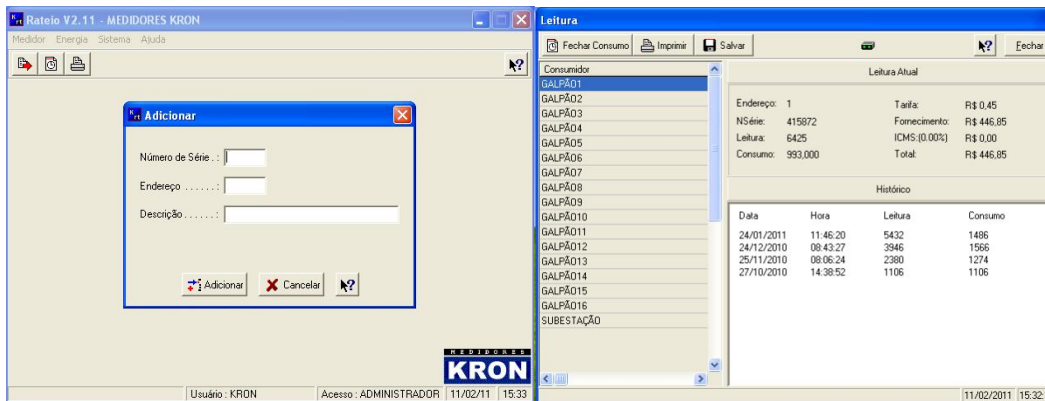 Rateio V2.11 - MEDIDORES KRON
Medidor Energia Sistema Ajuda
Adicionar
Número de Série . :
Endereço . . . . . . :
Descrição . . . . . . :
Adicionar Cancelar
MEDIDORES
KRON
Usuário : KRON Acesso : ADMINISTRADOR 11/02/11 15:33
Leitura
Fechar Consumo Imprimir Salvar Fechar
Consumidor
GALPÃO1
GALPÃO2
GALPÃO3
GALPÃO4
GALPÃO5
GALPÃO6
GALPÃO7
GALPÃO8
GALPÃO9
GALPÃO10
GALPÃO11
GALPÃO12
GALPÃO13
GALPÃO14
GALPÃO15
GALPÃO16
SUBESTAÇÃO
Leitura Atual
Endereço: 1 Tarifa: R$ 0,45
NSérie: 415872 Fornecimento: R$ 446,85
Leitura: 6425 ICMS:(0.00%) R$ 0,00
Consumo: 993,000 Total: R$ 446,85
Histórico
Data Hora Leitura Consumo
24/01/2011 11:46:20 5432 1486
24/12/2010 08:43:27 3946 1566
25/11/2010 08:06:24 2380 1274
27/10/2010 14:38:52 1106 1106
11/02/2011 15:32: